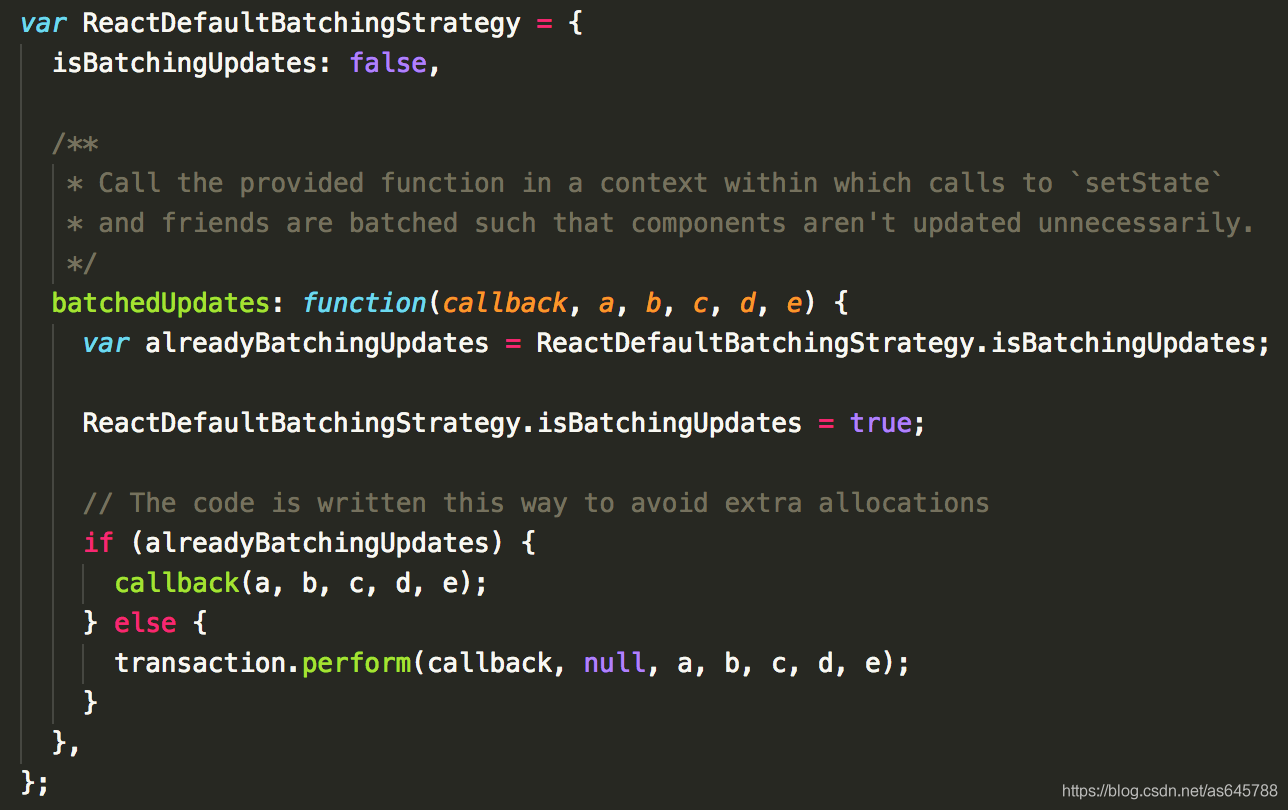 var ReactDefaultBatchingStrategy = {
  isBatchingUpdates: false,

  /**
   * Call the provided function in a context within which calls to `setState`
   * and friends are batched such that components aren't updated unnecessarily.
   */
  batchedUpdates: function(callback, a, b, c, d, e) {
    var alreadyBatchingUpdates = ReactDefaultBatchingStrategy.isBatchingUpdates;

    ReactDefaultBatchingStrategy.isBatchingUpdates = true;

    // The code is written this way to avoid extra allocations
    if (alreadyBatchingUpdates) {
      callback(a, b, c, d, e);
    } else {
      transaction.perform(callback, null, a, b, c, d, e);
    }
  },
};
https://blog.csdn.net/as645788